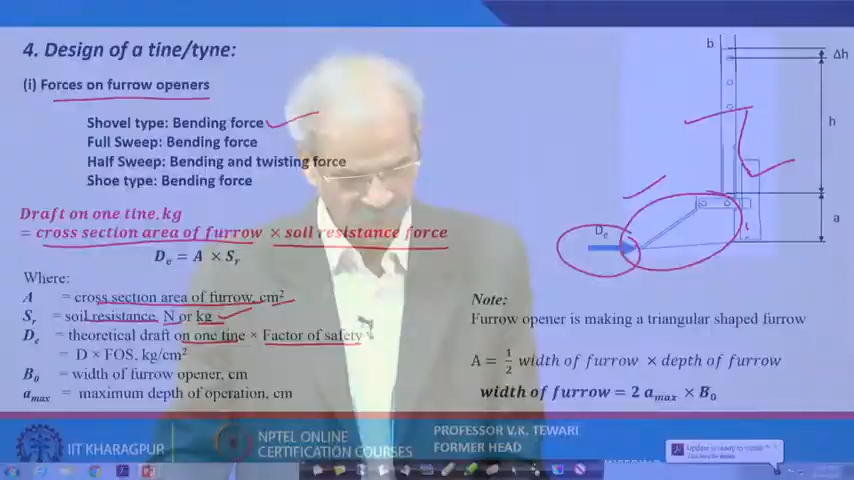 4. Design of a tine/tyne:
(i) Forces on furrow openers
Shovel type: Bending force
Full Sweep: Bending force
Half Sweep: Bending and twisting force
Shoe type: Bending force
Draft on one tine, kg
= cross section area of furrow × soil resistance force
De = A × Sr
Where:
A = cross section area of furrow, cm²
Sr = soil resistance, N or kg
De = theoretical draft on one tine * Factor of safety
= D × FOS, kg/cm²
B0 = width of furrow opener, cm
amax = maximum depth of operation, cm
b
Δh
h
a
De
Note:
Furrow opener is making a triangular shaped furrow
A = 1/2 width of furrow × depth of furrow
width of furrow = 2 amax × B0
IIT KHARAGPUR
NPTEL ONLINE
CERTIFICATION COURSES
PROFESSOR V.K. TEWARI
FORMER HEAD